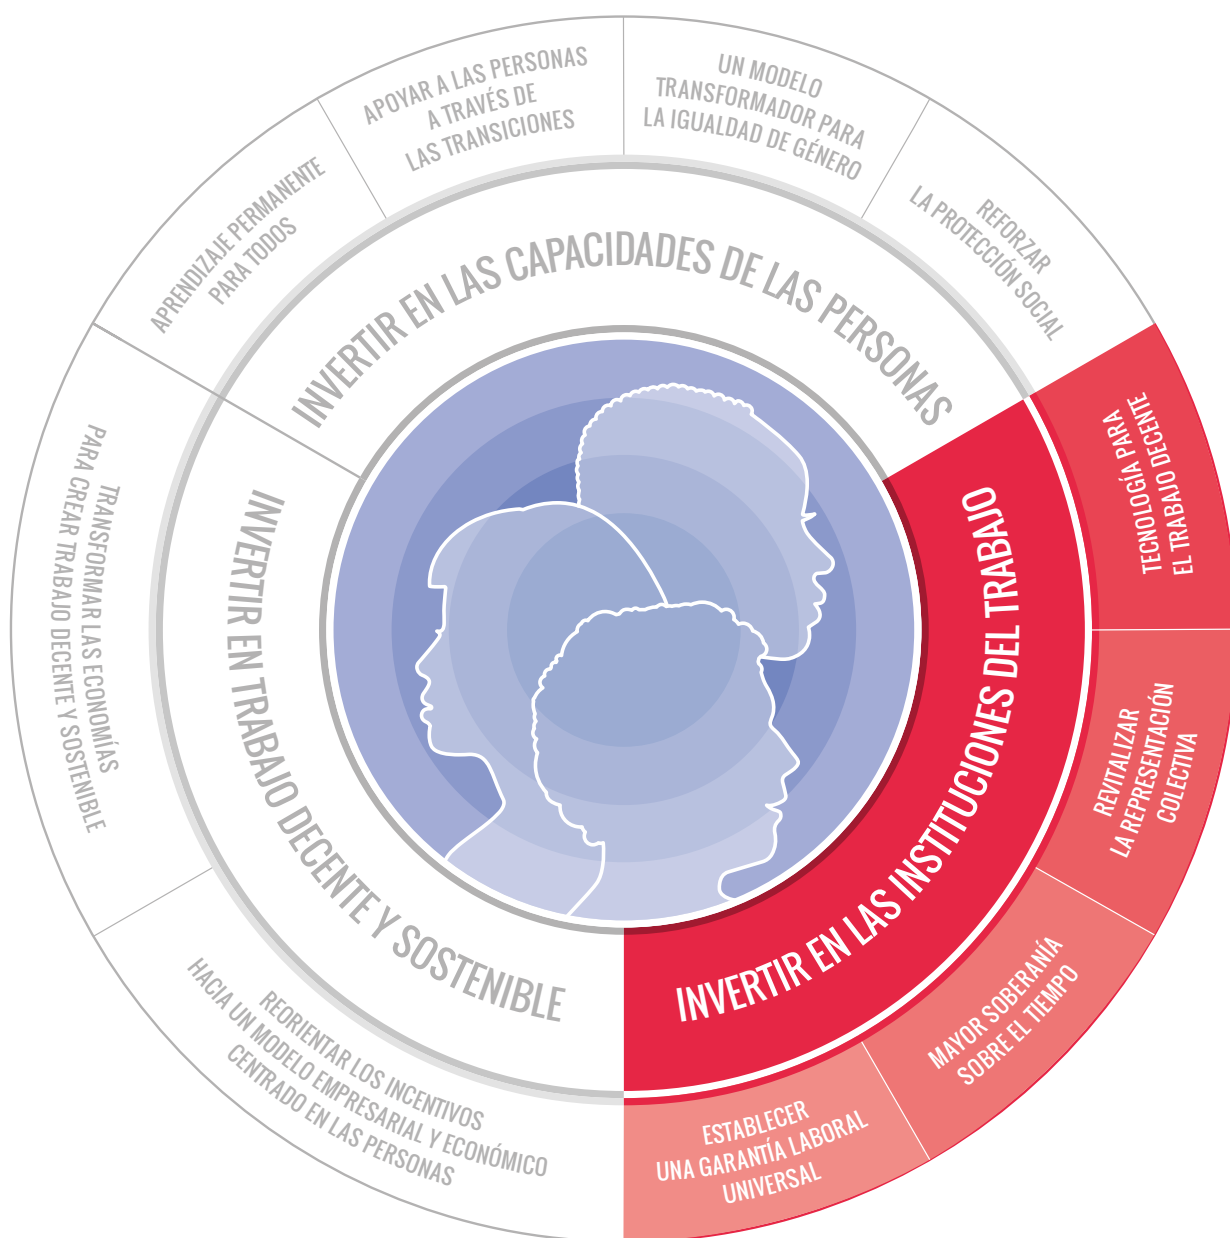 APOYAR A LAS PERSONAS
A TRAVÉS DE
LAS TRANSICIONES
UN MODELO
TRANSFORMADOR PARA
LA IGUALDAD DE GÉNERO
REFORZAR
LA PROTECCIÓN SOCIAL
APRENDIZAJE PERMANENTE
PARA TODOS
INVERTIR EN LAS CAPACIDADES DE LAS PERSONAS
TECNOLOGÍA PARA
EL TRABAJO DECENTE
REVITALIZAR
LA REPRESENTACIÓN
COLECTIVA
MAYOR SOBERANÍA
SOBRE EL TIEMPO
ESTABLECER
UNA GARANTÍA LABORAL
UNIVERSAL
INVERTIR EN LAS INSTITUCIONES DEL TRABAJO
TRANSFORMAR LAS ECONOMÍAS
PARA CREAR TRABAJO DECENTE Y SOSTENIBLE
REORIENTAR LOS INCENTIVOS
HACIA UN MODELO EMPRESARIAL Y ECONÓMICO
CENTRADO EN LAS PERSONAS
INVERTIR EN TRABAJO DECENTE Y SOSTENIBLE